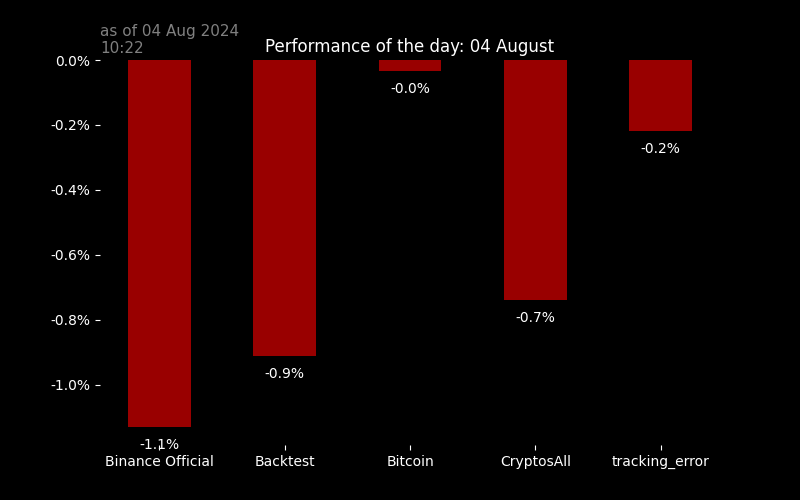 as of 04 Aug 2024
10:22
Performance of the day: 04 August
0.0%
-0.2%
-0.4%
-0.6%
-0.8%
-1.0%
-1.1%
-0.9%
-0.0%
-0.7%
-0.2%
Binance Official
Backtest
Bitcoin
CryptosAll
tracking_error